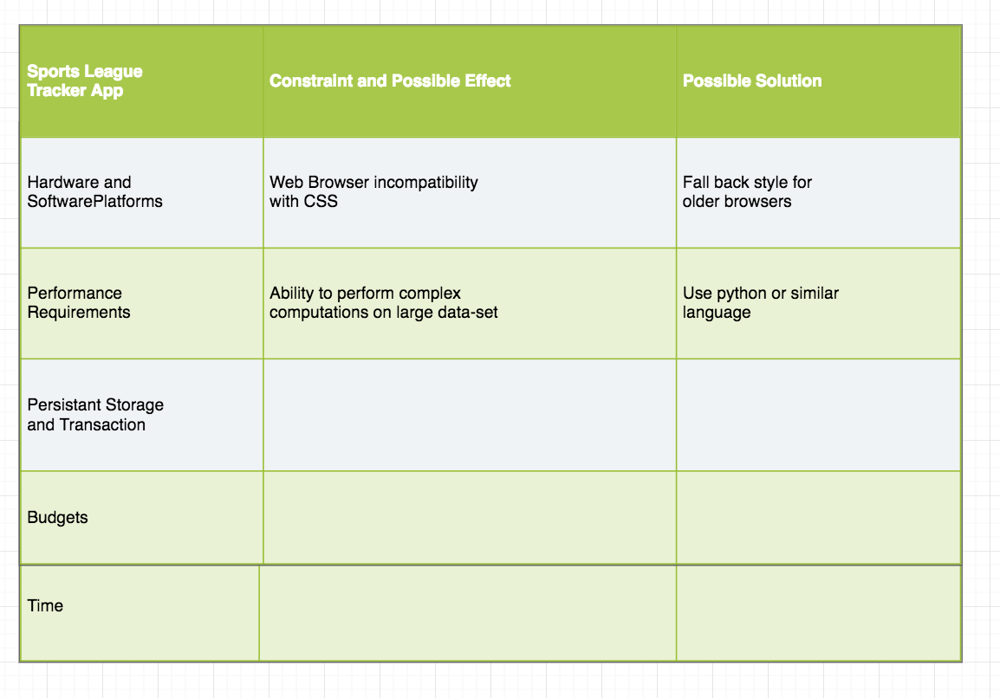 Sports League
Tracker App
Constraint and Possible Effect
Possible Solution
Hardware and
SoftwarePlatforms
Web Browser incompatibility
with CSS
Fall back style for
older browsers
Performance
Requirements
Ability to perform complex
computations on large data-set
Use python or similar
language
Persistant Storage
and Transaction
Budgets
Time